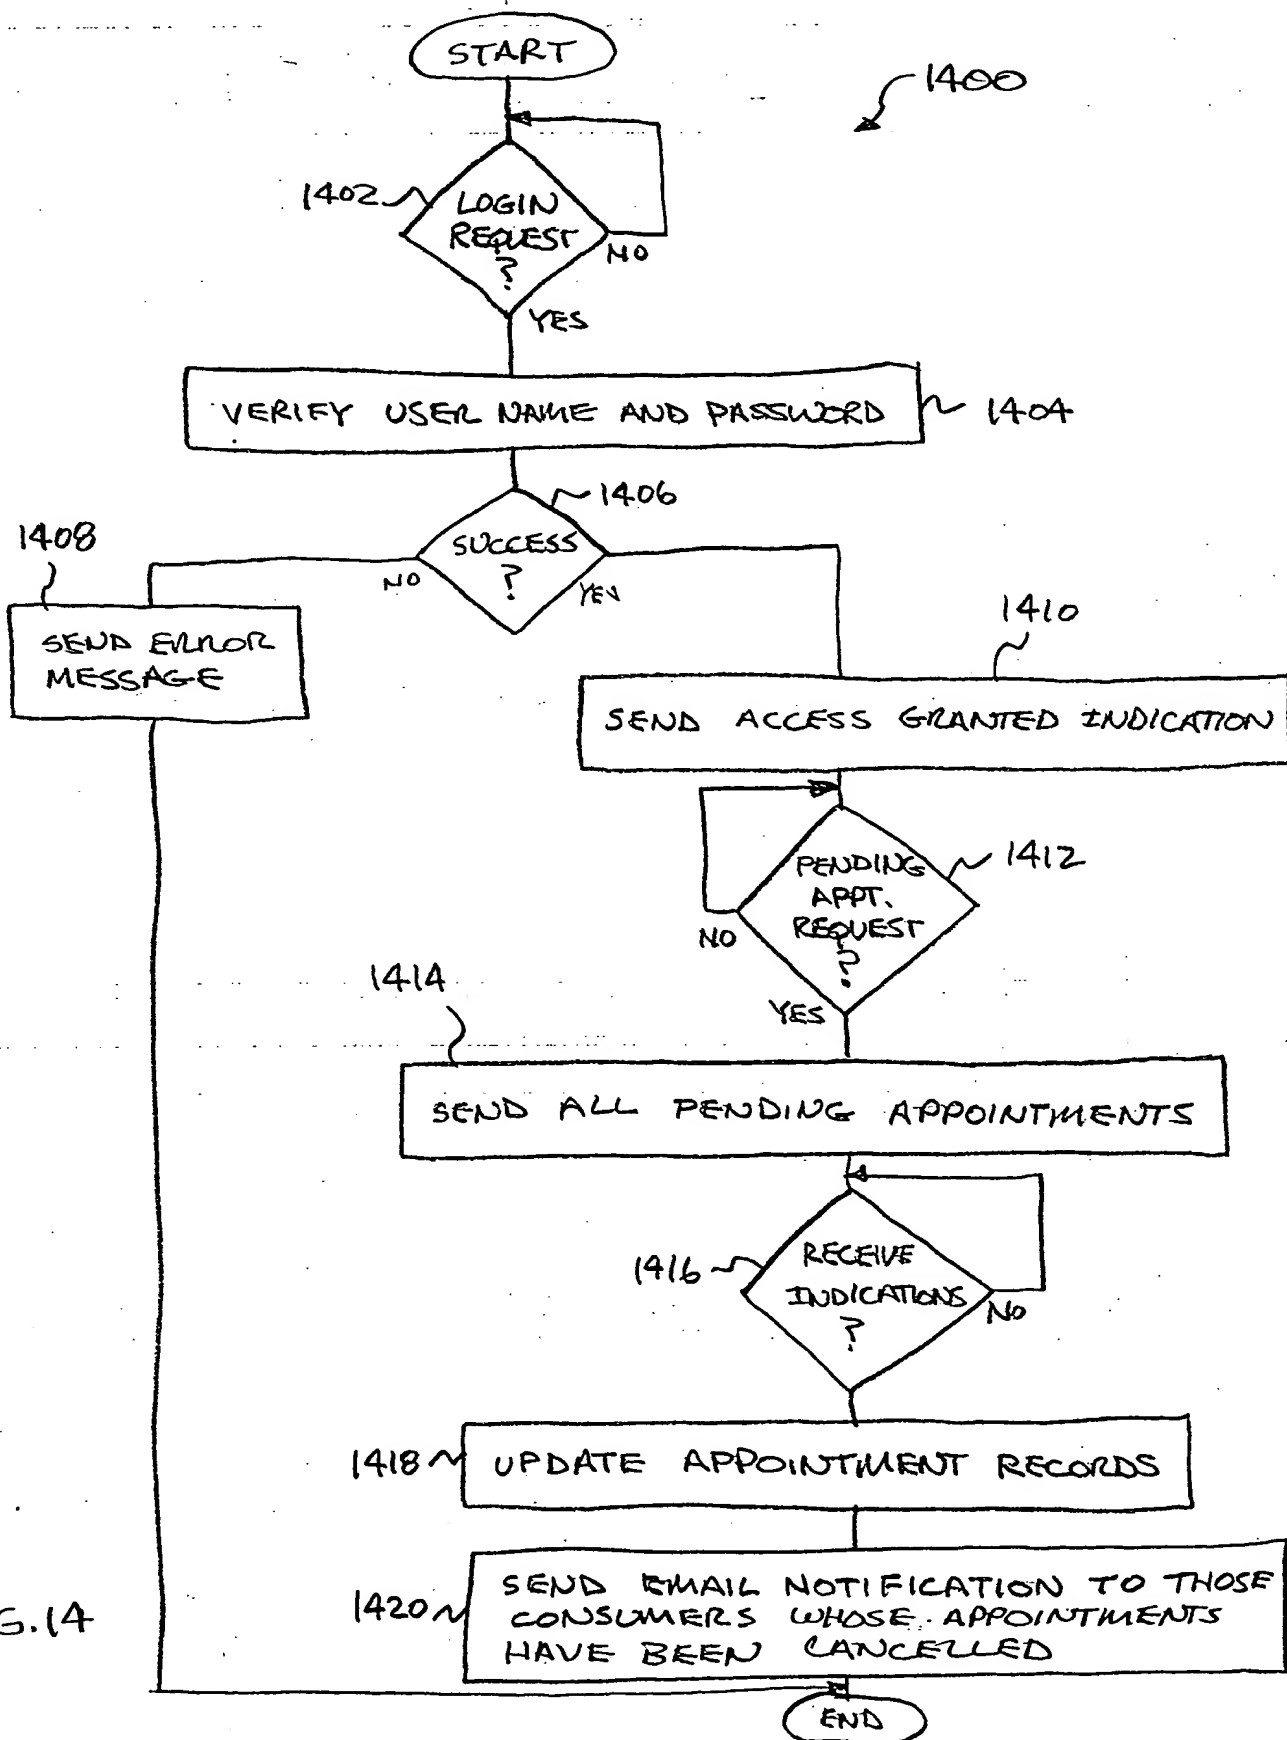 START
1400
1402
LOGIN
REQUEST
?
NO
YES
VERIFY USER NAME AND PASSWORD
1404
1406
SUCCESS
?
NO
YES
1408
SEND ERROR
MESSAGE
1410
SEND ACCESS GRANTED INDICATION
1412
PENDING
APPT.
REQUEST
?
NO
YES
1414
SEND ALL PENDING APPOINTMENTS
1416
RECEIVE
INDICATIONS
?
NO
1418
UPDATE APPOINTMENT RECORDS
1420
SEND EMAIL NOTIFICATION TO THOSE
CONSUMERS WHOSE APPOINTMENTS
HAVE BEEN CANCELLED
G.14
END